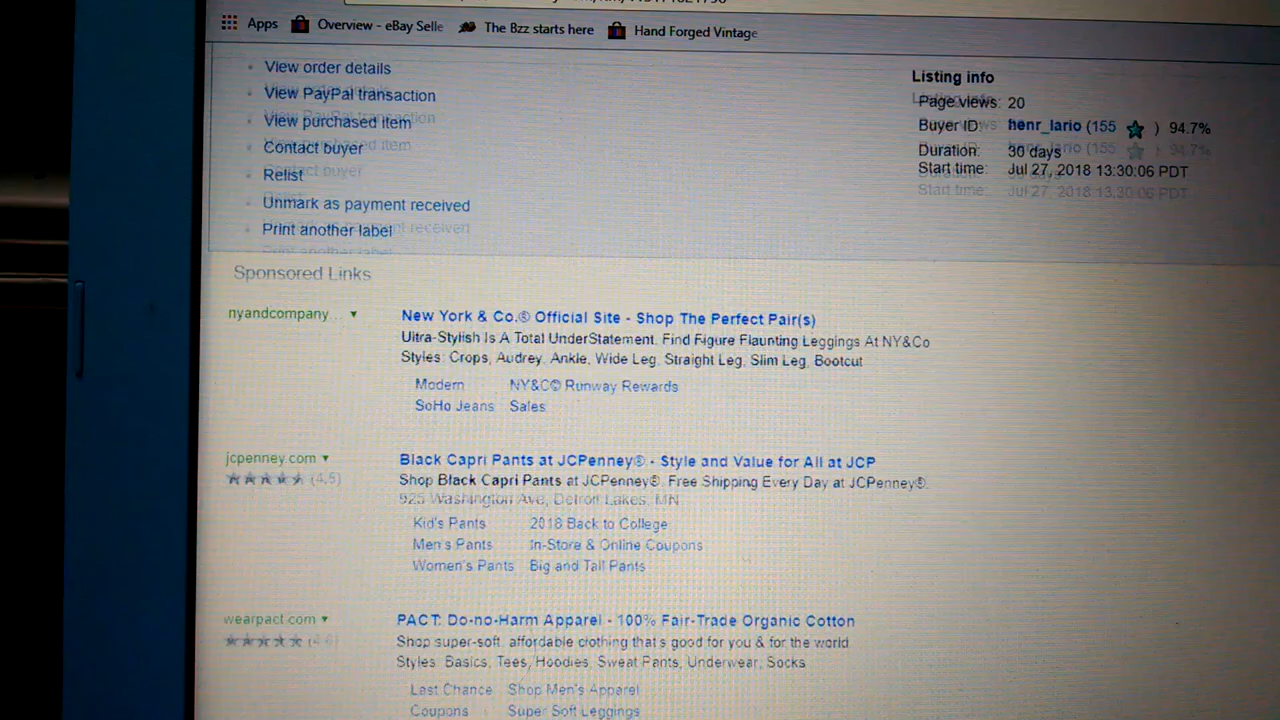 Apps Overview - eBay Selle The Bzz starts here Hand Forged Vintage
View order details
View PayPal transaction
View purchased item
Contact buyer
Relist
Unmark as payment received
Print another label
Listing info
Page views: 20
Buyer ID: henr_lario (155 ) 94.7%
Duration: 30 days
Start time: Jul 27, 2018 13:30:06 PDT
Sponsored Links
nyandcompany...
New York & Co.® Official Site - Shop The Perfect Pair(s)
Ultra-Stylish Is A Total UnderStatement. Find Figure Flaunting Leggings At NY&Co
Styles: Crops, Audrey, Ankle, Wide Leg, Straight Leg, Slim Leg, Bootcut
Modern NY&C© Runway Rewards
SoHo Jeans Sales
jcpenney.com
(4.5)
Black Capri Pants at JCPenney® - Style and Value for All at JCP
Shop Black Capri Pants at JCPenney®. Free Shipping Every Day at JCPenney®.
925 Washington Ave, Detroit Lakes, MN
Kid's Pants 2018 Back to College
Men's Pants In-Store & Online Coupons
Women's Pants Big and Tall Pants
wearpact.com
PACT: Do-no-Harm Apparel - 100% Fair-Trade Organic Cotton
Shop super-soft, affordable clothing that's good for you & for the world
Styles: Basics, Tees, Hoodies, Sweat Pants, Underwear, Socks
Last Chance Shop Men's Apparel
Coupons Super Soft Leggings